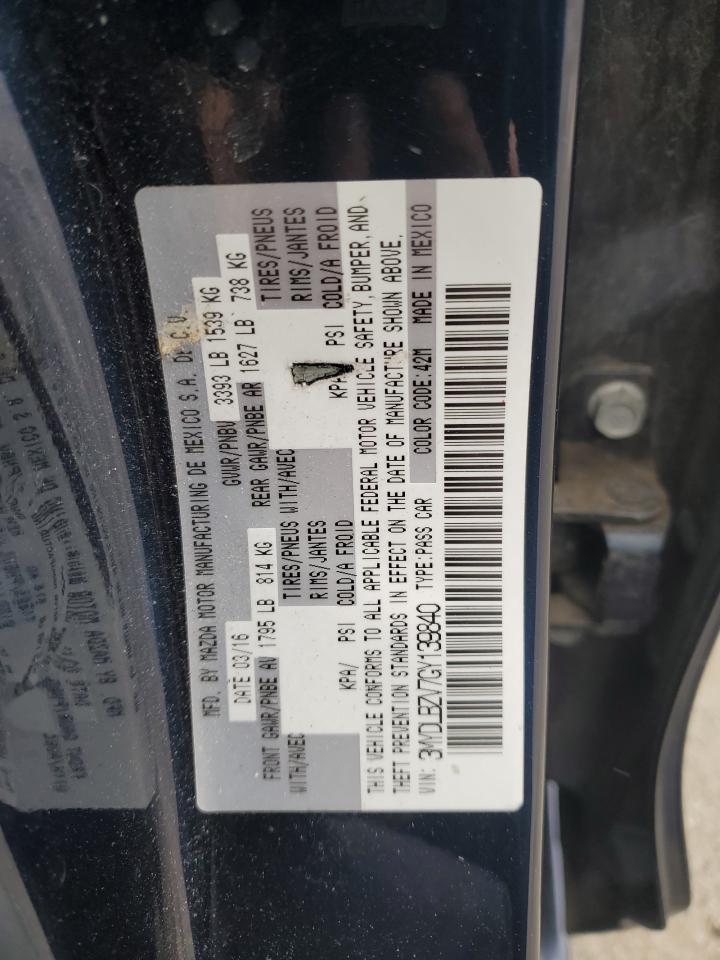 MFD. BY MAZDA MOTOR MANUFACTURING DE MEXICO S.A. DE C.V.
DATE 03/16 GVWR/PNBV 3393 LB 1539 KG
FRONT GAWR/PNBE AV 1795 LB 814 KG REAR GAWR/PNBE AR 1627 LB 738 KG
WITH/AVEC TIRES/PNEUS WITH/AVEC TIRES/PNEUS
RIMS/JANTES RIMS/JANTES
KPA/ PSI COLD/A FROID KPA/ PSI COLD/A FROID
THIS VEHICLE CONFORMS TO ALL APPLICABLE FEDERAL MOTOR VEHICLE SAFETY, BUMPER, AND
THEFT PREVENTION STANDARDS IN EFFECT ON THE DATE OF MANUFACTURE SHOWN ABOVE.
VIN: 3MYDLBZV7GY139840 TYPE:PASS CAR COLOR CODE:42M MADE IN MEXICO